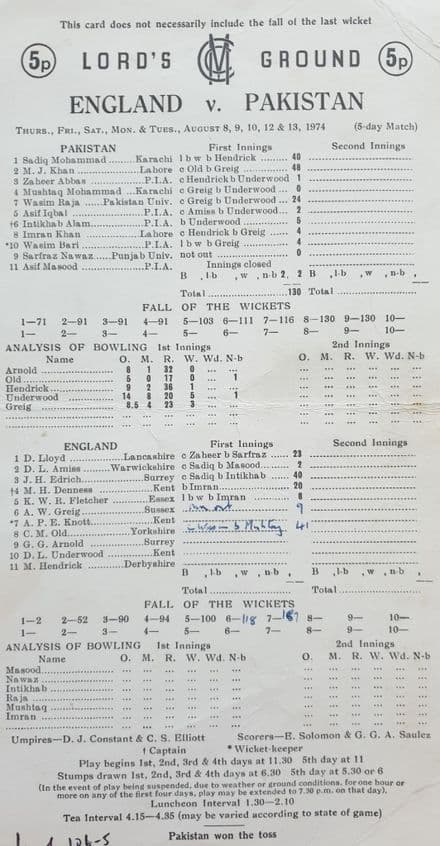 This card does not necessarily include the fall of the last wicket
5p LORD'S MCC GROUND 5p
ENGLAND v. PAKISTAN
THURS., FRI., SAT., MON. & TUES., AUGUST 8, 9, 10, 12 & 13, 1974 (5-day Match)
PAKISTAN First Innings Second Innings
1 Sadiq Mohammad ........Karachi l b w b Hendrick .... 40
2 M. J. Khan ....................Lahore c Old b Greig ............. 48
3 Zaheer Abbas ................P.I.A. c Hendrick b Underwood 1
4 Mushtaq Mohammad ...Karachi c Greig b Underwood ... 0
7 Wasim Raja ......Pakistan Univ. c Greig b Underwood ... 24
5 Asif Iqbal ......................P.I.A. c Amiss b Underwood... 2
†6 Intikhab Alam................P.I.A. b Underwood ............. 5
8 Imran Khan ................Lahore c Hendrick b Greig ...... 4
*10 Wasim Bari ...................P.I.A. l b w b Greig ............ 4
9 Sarfraz Nawaz .....Punjab Univ. not out ..................... 0
11 Asif Masood ..................P.I.A. Innings closed
B ,l-b , w , n-b 2, 2 B ,l-b , w , n-b ,
Total .......................130 Total ....................
FALL OF THE WICKETS
1—71 2—91 3—91 4—91 5—103 6—111 7—116 8—130 9—130 10—
1— 2— 3— 4— 5— 6— 7— 8— 9— 10—
ANALYSIS OF BOWLING 1st Innings 2nd Innings
Name O. M. R. W. Wd. N-b O. M. R. W. Wd. N-b
Arnold ........................ 8 1 32 0 ... ...
Old ............................. 5 0 17 0 ... 1
Hendrick..................... 9 2 36 1 ... ...
Underwood ................. 14 8 20 5 ... 1
Greig .......................... 8.5 4 23 3 ... ...
ENGLAND First Innings Second Innings
1 D. Lloyd ..................Lancashire c Zaheer b Sarfraz ...... 23
2 D. L. Amiss ........Warwickshire c Sadiq b Masood........ 2
3 J. H. Edrich....................Surrey c Sadiq b Intikhab ...... 40
†4 M. H. Denness ..................Kent b Imran .................... 20
5 K. W. R. Fletcher .............Essex l b w b Imran ............ 8
6 A. W. Greig ...................Sussex run out 9
*7 A. P. E. Knott...................Kent
8 C. M. Old....................Yorkshire c Wasim b Mushtaq 41
9 G. G. Arnold .................Surrey
10 D. L. Underwood ..............Kent
11 M. Hendrick..............Derbyshire
B ,l-b , w , n-b , B ,l-b , w , n-b ,
Total ....................... Total ....................
FALL OF THE WICKETS
1—2 2—52 3—90 4—94 5—100 6—118 7—187 8— 9— 10—
1— 2— 3— 4— 5— 6— 7— 8— 9— 10—
ANALYSIS OF BOWLING 1st Innings 2nd Innings
Name O. M. R. W. Wd. N-b O. M. R. W. Wd. N-b
Masood........................
Nawaz .........................
Intikhab ......................
Raja ............................
Mushtaq ......................
Imran ..........................
Umpires—D. J. Constant & C. S. Elliott Scorers—E. Solomon & G. G. A. Saulez
† Captain * Wicket-keeper
Play begins 1st, 2nd, 3rd & 4th days at 11.30 5th day at 11
Stumps drawn 1st, 2nd, 3rd & 4th days at 6.30 5th day at 5.30 or 6
(In the event of play being suspended, due to weather or ground conditions, for one hour or
more on any of the first four days, play may be extended to 7.30 p.m. on that day).
Luncheon Interval 1.30—2.10
Tea Interval 4.15—4.35 (may be varied according to state of game)
Pakistan won the toss